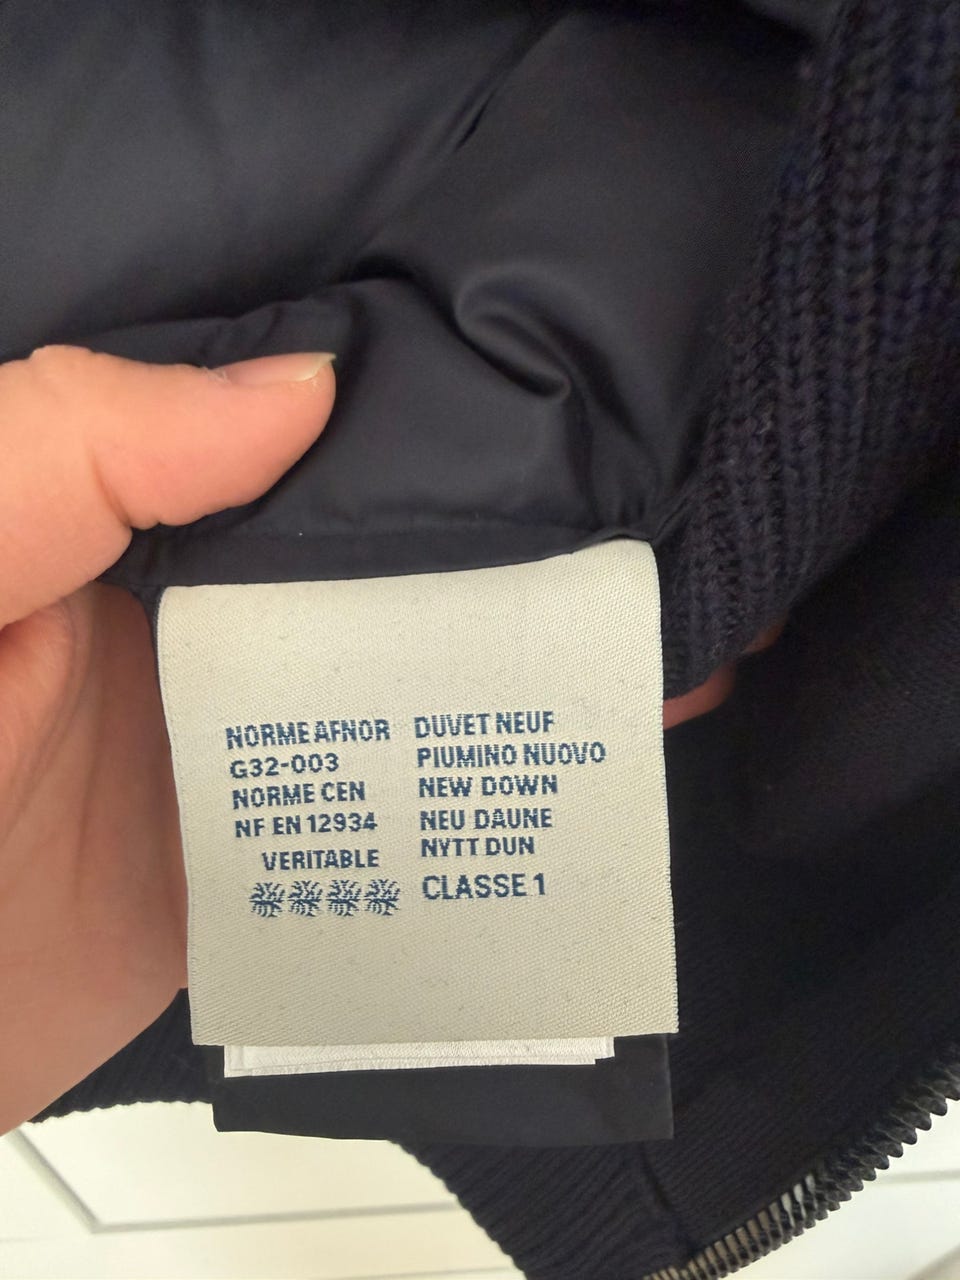 NORME AFNOR
G32-003
NORME CEN
NF EN 12934
VERITABLE
DUVET NEUF
PIUMINO NUOVO
NEW DOWN
NEU DAUNE
NYTT DUN
CLASSE 1